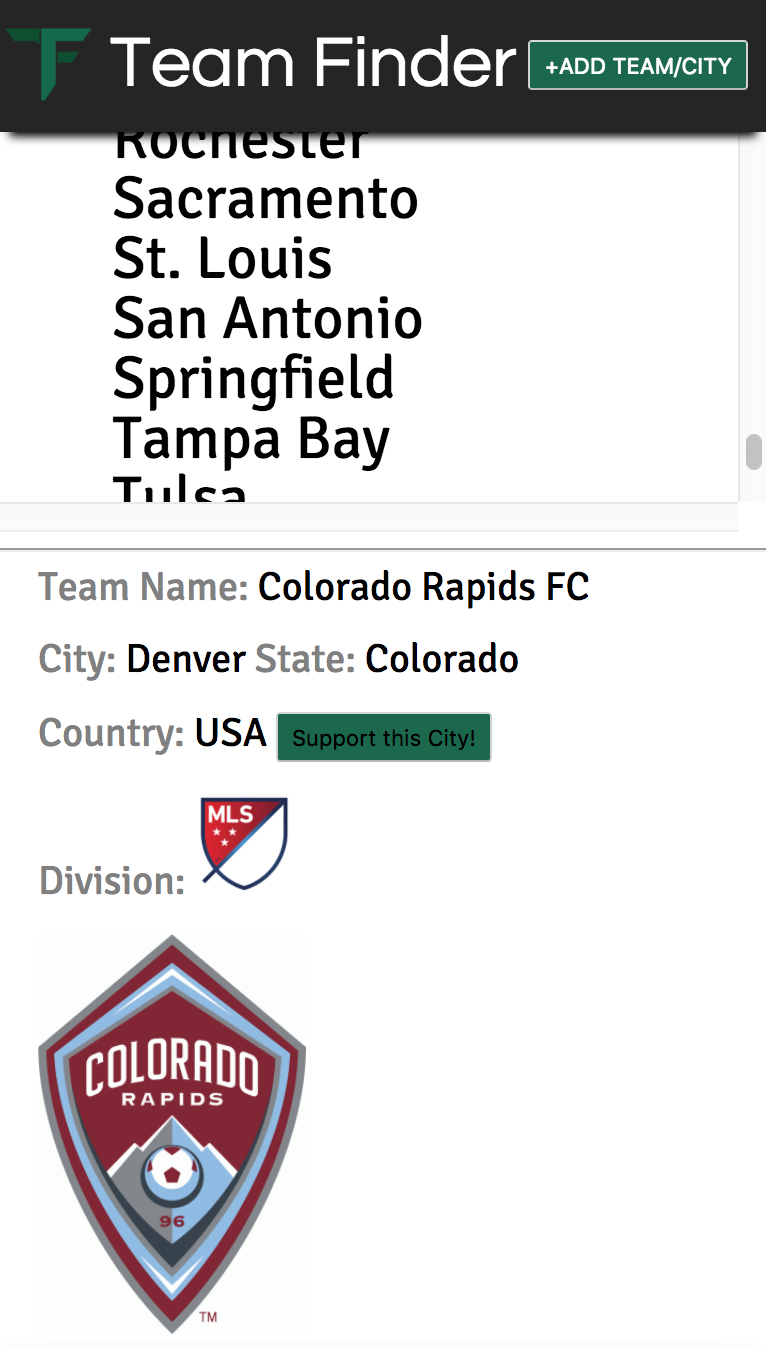 TF Team Finder +ADD TEAM/CITY
Rochester
Sacramento
St. Louis
San Antonio
Springfield
Tampa Bay
Tulsa
Team Name: Colorado Rapids FC
City: Denver State: Colorado
Country: USA Support this City!
MLS
Division:
COLORADO
RAPIDS
96
TM